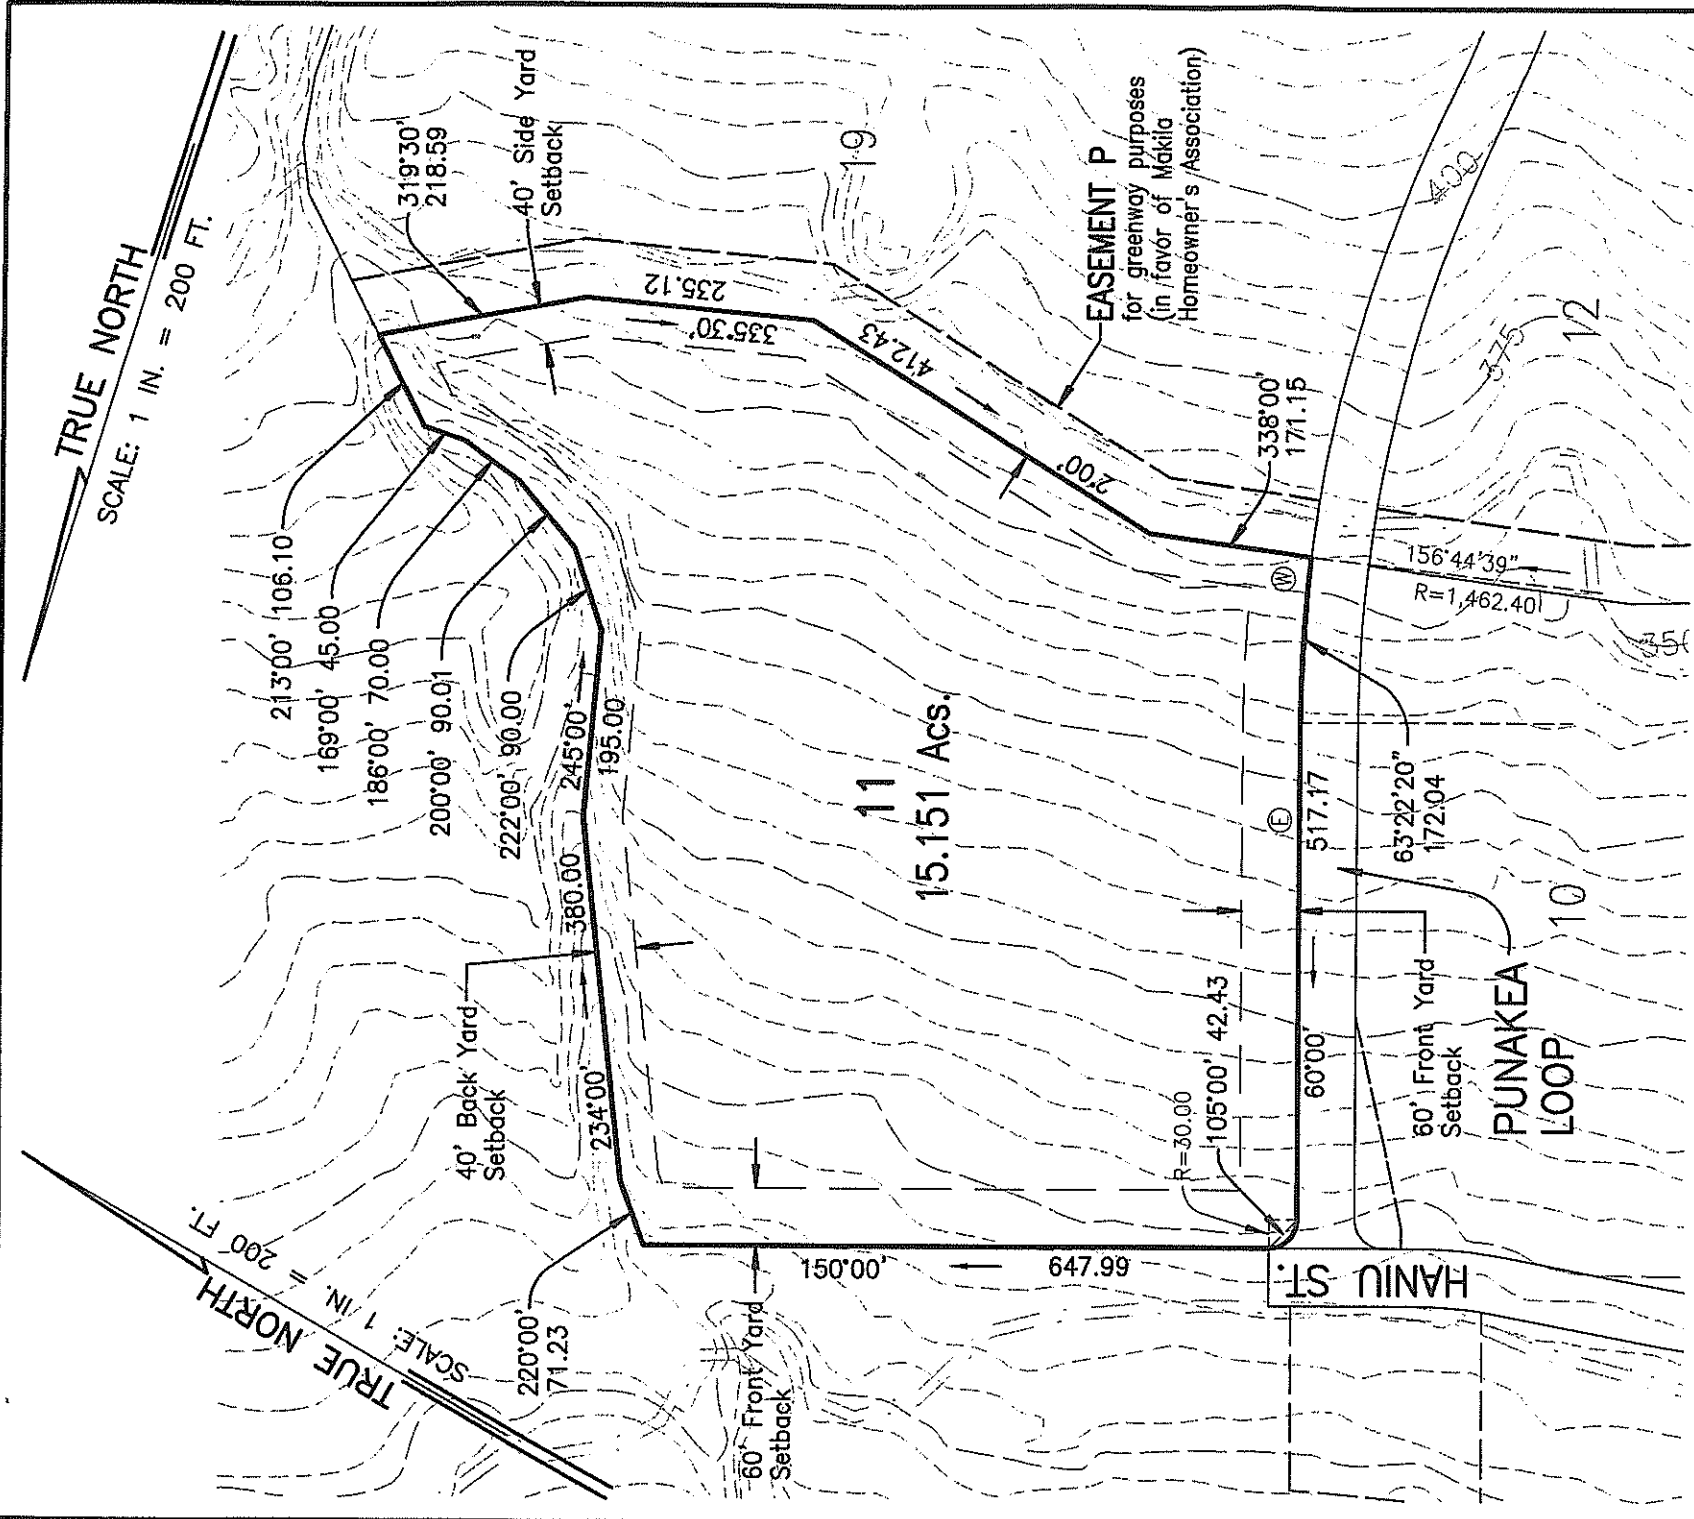 TRUE NORTH
SCALE: 1 IN. = 200 FT.
TRUE NORTH
SCALE: 1 IN. = 200 FT.
319°30'
218.59
40' Side Yard
Setback
19
EASEMENT P
for greenway purposes
(in favor of Makila
Homeowner's Association)
235.12
335°30'
412.43
2°00'
338°00'
171.15
400
375
12
350
156°44'39"
R=1,462.40
213°00' 106.10
169°00' 45.00
186°00' 70.00
200°00' 90.01
222°00' 90.00
245°00'
195.00
380.00
234°00'
40' Back Yard
Setback
220°00'
71.23
11
15.151 Acs.
W
E
517.17
63°22'20"
172.04
10
60°00'
60' Front Yard
Setback
PUNAKEA
LOOP
R=30.00
105°00' 42.43
150°00'
647.99
60' Front Yard
Setback
HANIU ST.